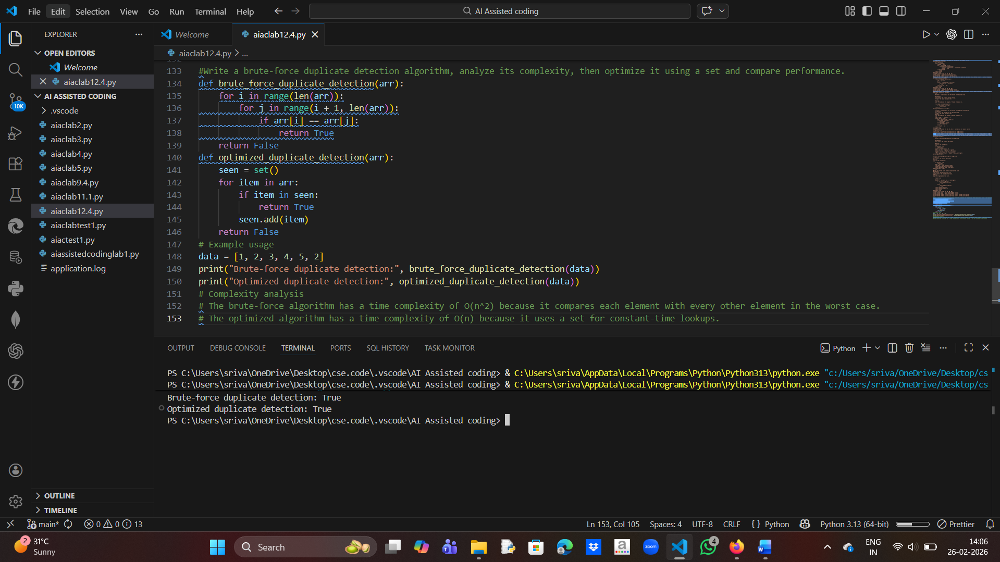 File Edit Selection View Go Run Terminal Help
AI Assisted coding
EXPLORER
OPEN EDITORS
Welcome
aiaclab12.4.py
AI ASSISTED CODING
.vscode
aiaclab2.py
aiaclab3.py
aiaclab4.py
aiaclab5.py
aiaclab9.4.py
aiaclab11.1.py
aiaclab12.4.py
aiaclabtest1.py
aiactest1.py
aiassistedcodinglab1.py
application.log
OUTLINE
TIMELINE
10K
Welcome
aiaclab12.4.py
aiaclab12.4.py > ...
133 #Write a brute-force duplicate detection algorithm, analyze its complexity, then optimize it using a set and compare performance.
134 def brute_force_duplicate_detection(arr):
135     for i in range(len(arr)):
136         for j in range(i + 1, len(arr)):
137             if arr[i] == arr[j]:
138                 return True
139     return False
140 def optimized_duplicate_detection(arr):
141     seen = set()
142     for item in arr:
143         if item in seen:
144             return True
145         seen.add(item)
146     return False
147 # Example usage
148 data = [1, 2, 3, 4, 5, 2]
149 print("Brute-force duplicate detection:", brute_force_duplicate_detection(data))
150 print("Optimized duplicate detection:", optimized_duplicate_detection(data))
151 # Complexity analysis
152 # The brute-force algorithm has a time complexity of O(n^2) because it compares each element with every other element in the worst case.
153 # The optimized algorithm has a time complexity of O(n) because it uses a set for constant-time lookups.
OUTPUT DEBUG CONSOLE TERMINAL PORTS SQL HISTORY TASK MONITOR
Python
PS C:\Users\sriva\OneDrive\Desktop\cse.code\.vscode\AI Assisted coding> & C:\Users\sriva\AppData\Local\Programs\Python\Python313\python.exe "c:/Users/sriva/OneDrive/Desktop/cs
PS C:\Users\sriva\OneDrive\Desktop\cse.code\.vscode\AI Assisted coding> & C:\Users\sriva\AppData\Local\Programs\Python\Python313\python.exe "c:/Users/sriva/OneDrive/Desktop/cs
Brute-force duplicate detection: True
Optimized duplicate detection: True
PS C:\Users\sriva\OneDrive\Desktop\cse.code\.vscode\AI Assisted coding>
main* 0 0 13
Ln 153, Col 105 Spaces: 4 UTF-8 CRLF {} Python Python 3.13 (64-bit) Prettier
2
31°C
Sunny
Search
a
zoom
4
W
ENG
IN
14:06
26-02-2026